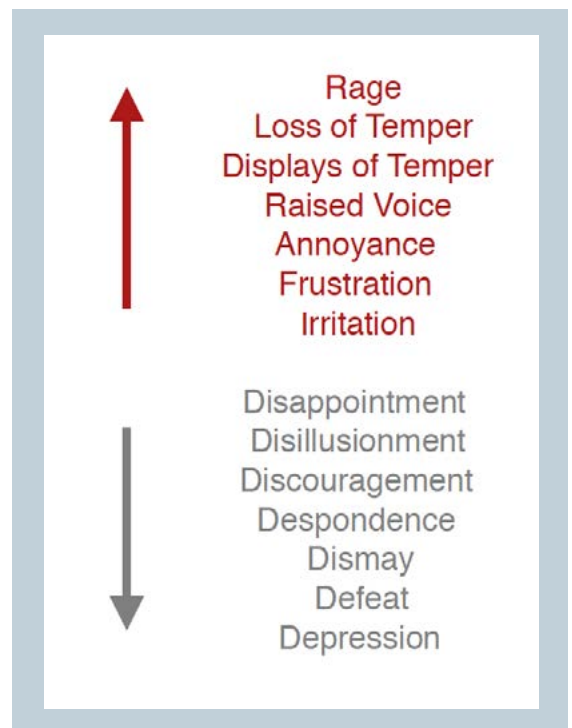 Rage
Loss of Temper
Displays of Temper
Raised Voice
Annoyance
Frustration
Irritation
Disappointment
Disillusionment
Discouragement
Despondence
Dismay
Defeat
Depression